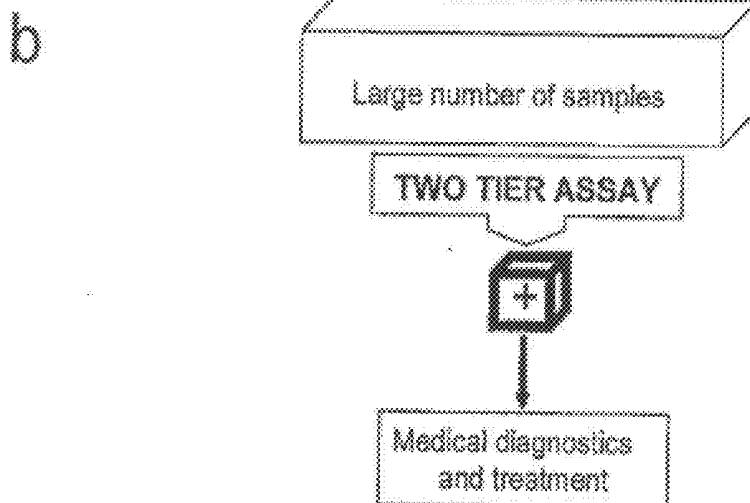 b
Large number of samples
TWO TIER ASSAY
+
Medical diagnostics
and treatment